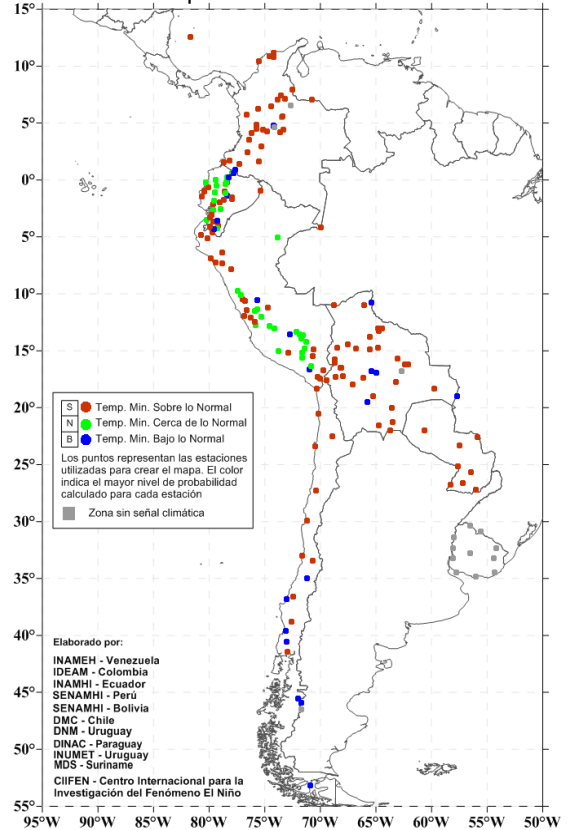 15°
10°
5°
0°
5°
10°
15°
20°
25°
30°
35°
40°
45°
50°
55°
S Temp. Min. Sobre lo Normal
N Temp. Min. Cerca de lo Normal
B Temp. Min. Bajo lo Normal
Los puntos representan las estaciones
utilizadas para crear el mapa. El color
indica el mayor nivel de probabilidad
calculado para cada estación
Zona sin señal climática
Elaborado por:
INAMEH - Venezuela
IDEAM - Colombia
INAMHI - Ecuador
SENAMHI - Perú
SENAMHI - Bolivia
DMC - Chile
DNM - Uruguay
DINAC - Paraguay
INUMET - Uruguay
MDS - Suriname
CIIFEN - Centro Internacional para la
Investigación del Fenómeno El Niño
95°W 90°W 85°W 80°W 75°W 70°W 65°W 60°W 55°W 50°W